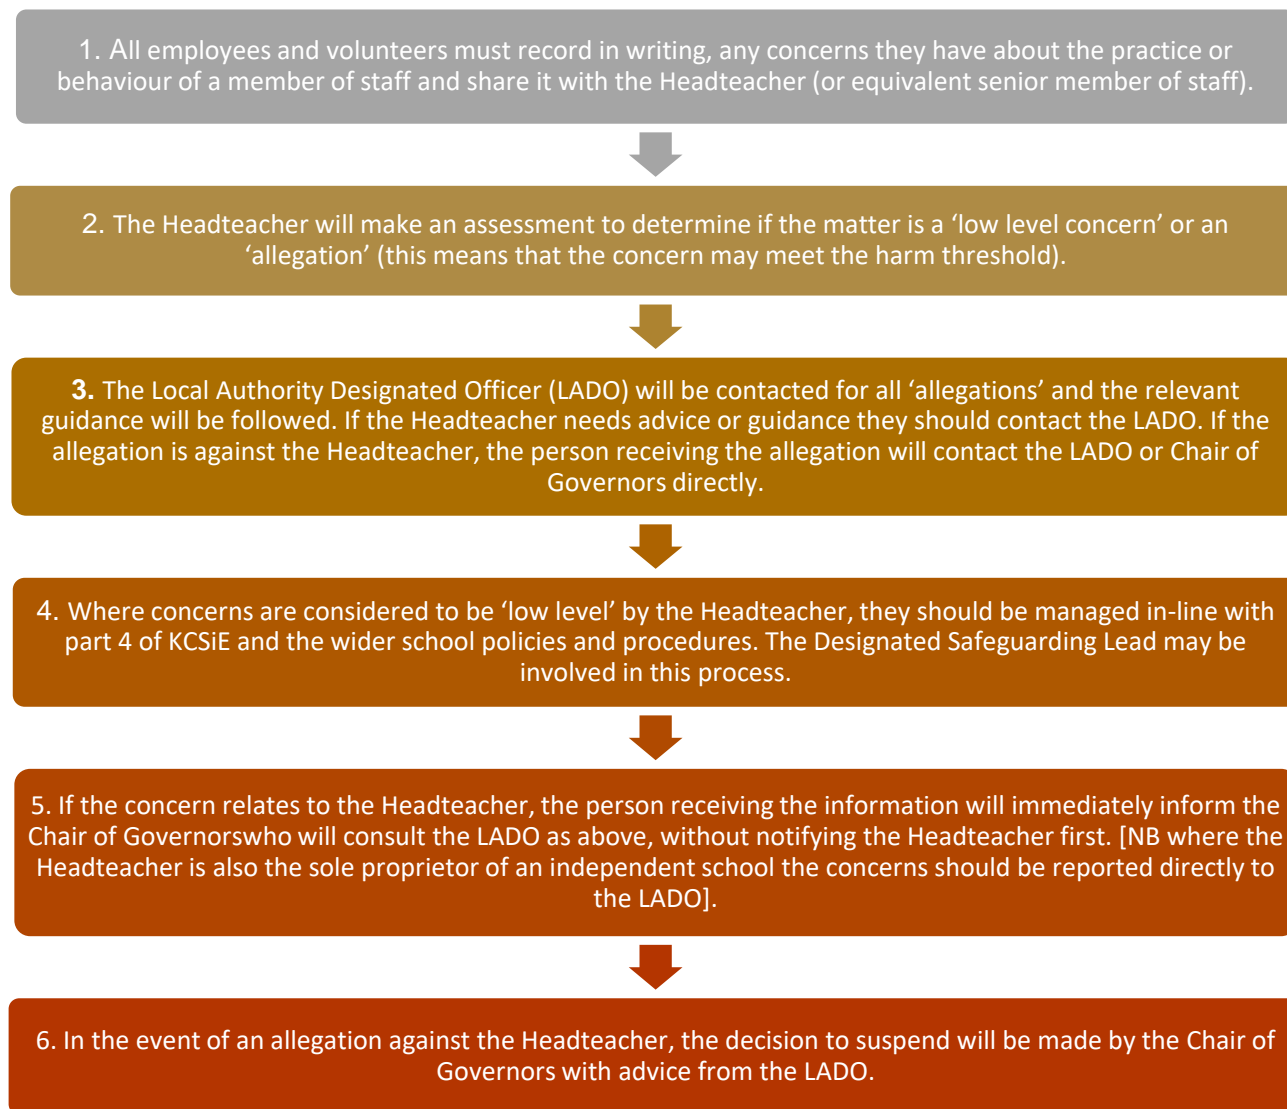 1. All employees and volunteers must record in writing, any concerns they have about the practice or
behaviour of a member of staff and share it with the Headteacher (or equivalent senior member of staff).
2. The Headteacher will make an assessment to determine if the matter is a ‘low level concern’ or an
‘allegation’ (this means that the concern may meet the harm threshold).
3. The Local Authority Designated Officer (LADO) will be contacted for all ‘allegations’ and the relevant
guidance will be followed. If the Headteacher needs advice or guidance they should contact the LADO. If the
allegation is against the Headteacher, the person receiving the allegation will contact the LADO or Chair of
Governors directly.
4. Where concerns are considered to be ‘low level’ by the Headteacher, they should be managed in-line with
part 4 of KCSiE and the wider school policies and procedures. The Designated Safeguarding Lead may be
involved in this process.
5. If the concern relates to the Headteacher, the person receiving the information will immediately inform the
Chair of Governorswho will consult the LADO as above, without notifying the Headteacher first. [NB where the
Headteacher is also the sole proprietor of an independent school the concerns should be reported directly to
the LADO].
6. In the event of an allegation against the Headteacher, the decision to suspend will be made by the Chair of
Governors with advice from the LADO.